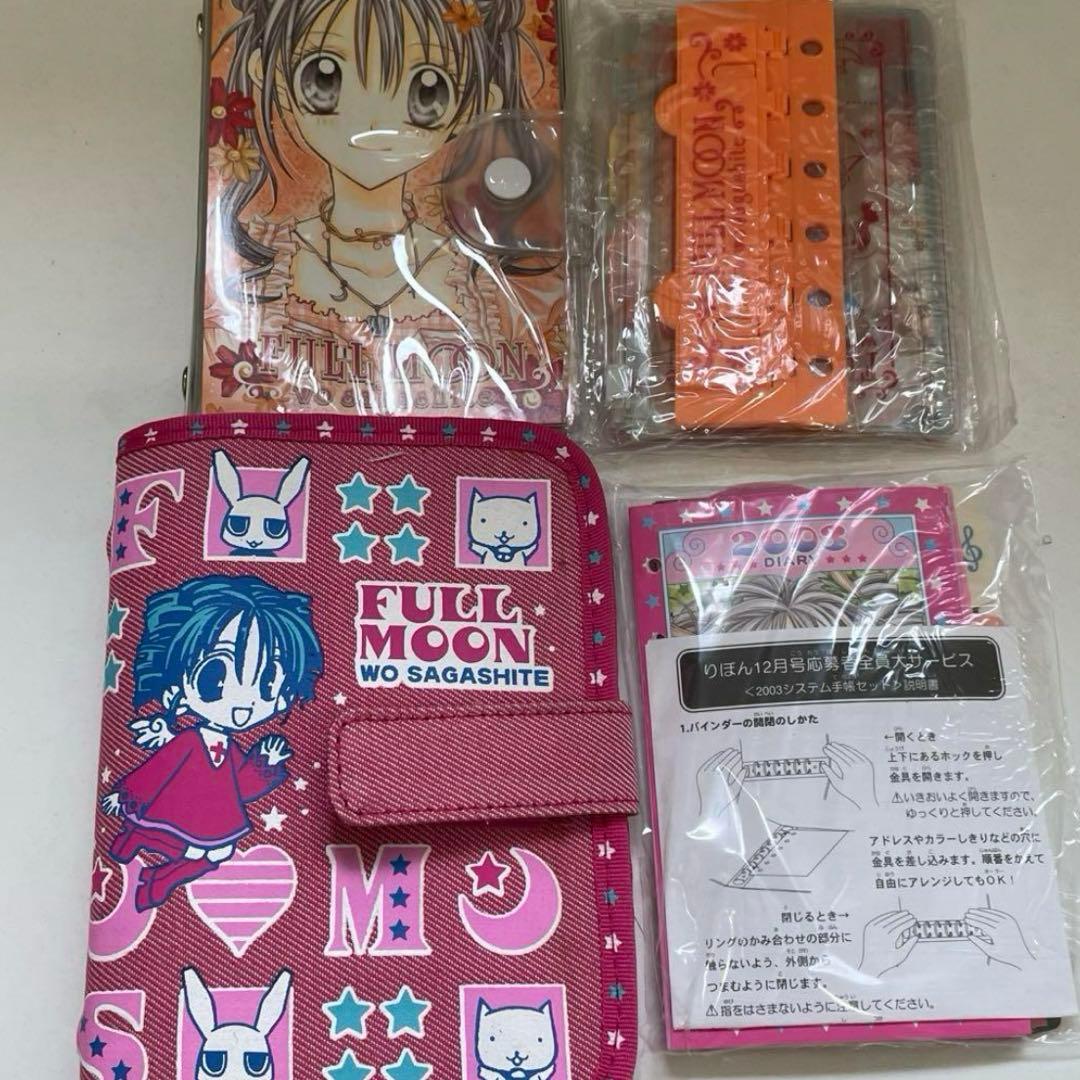 FULL MOON
WO SAGASHITE
FULL MOON
Sagashite
F
FULL
MOON
WO SAGASHITE
M
S
2003
DIARY
りぼん12月号応募者全員大サービス
<2003システム手帳セット>説明書
1.バインダーの開閉のしかた
←開くとき
上下にあるホックを押し
金具を開きます。
⚠いきおいよく開きますので、
ゆっくりと押してください。
アドレスやカラーしきりなどの穴に
金具を差し込みます。順番をかえて
自由にアレンジしてもOK!
閉じるとき→
リングのかみ合わせの部分に
触らないよう、外側から
つまむように閉じます。
⚠指をはさまないように注意してください。